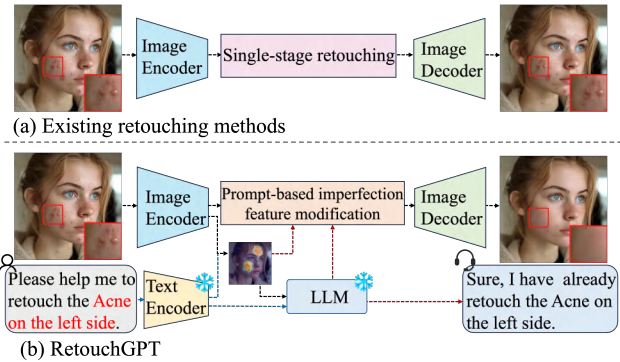 Image
Encoder
Single-stage retouching
Image
Decoder
(a) Existing retouching methods
Image
Encoder
Prompt-based imperfection
feature modification
Image
Decoder
Please help me to
retouch the Acne
on the left side.
Text
Encoder
LLM
Sure, I have already
retouch the Acne on
the left side.
(b) RetouchGPT